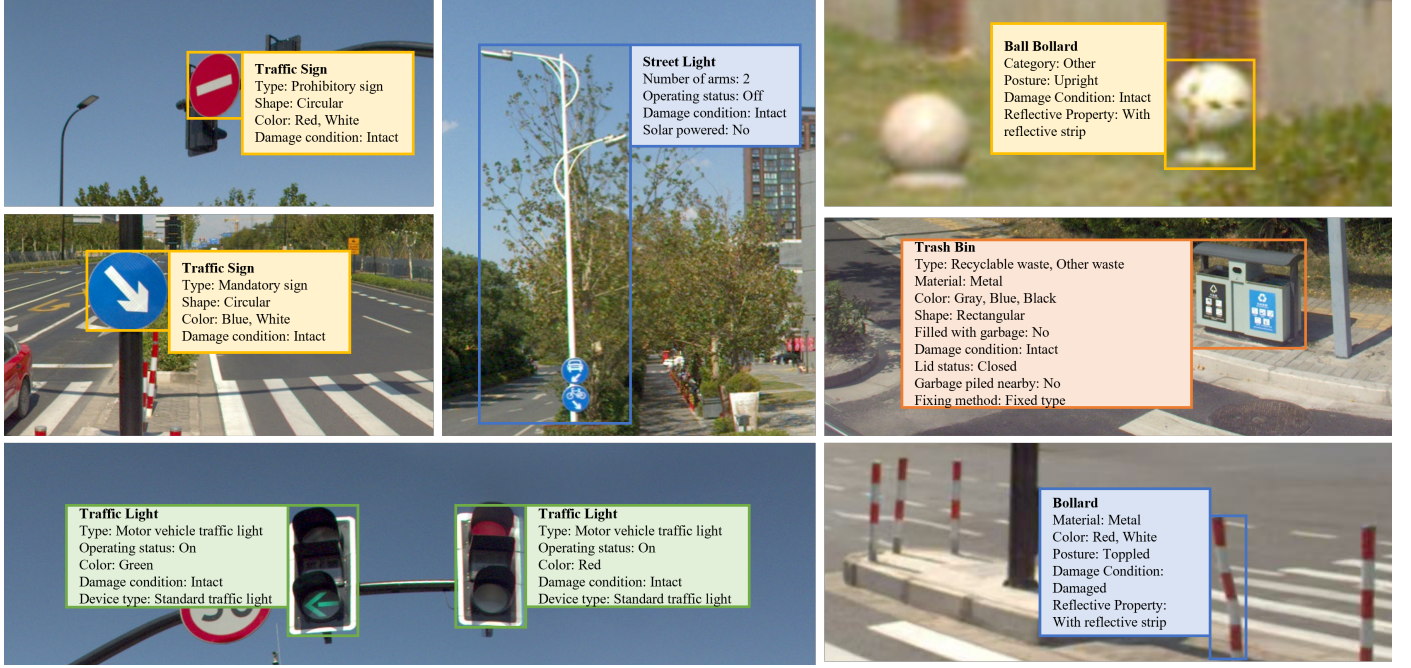 Traffic Sign
Type: Prohibitory sign
Shape: Circular
Color: Red, White
Damage condition: Intact
Traffic Sign
Type: Mandatory sign
Shape: Circular
Color: Blue, White
Damage condition: Intact
Street Light
Number of arms: 2
Operating status: Off
Damage condition: Intact
Solar powered: No
Ball Bollard
Category: Other
Posture: Upright
Damage Condition: Intact
Reflective Property: With
reflective strip
Trash Bin
Type: Recyclable waste, Other waste
Material: Metal
Color: Gray, Blue, Black
Shape: Rectangular
Filled with garbage: No
Damage condition: Intact
Lid status: Closed
Garbage piled nearby: No
Fixing method: Fixed type
Traffic Light
Type: Motor vehicle traffic light
Operating status: On
Color: Green
Damage condition: Intact
Device type: Standard traffic light
Traffic Light
Type: Motor vehicle traffic light
Operating status: On
Color: Red
Damage condition: Intact
Device type: Standard traffic light
Bollard
Material: Metal
Color: Red, White
Posture: Toppled
Damage Condition:
Damaged
Reflective Property:
With reflective strip